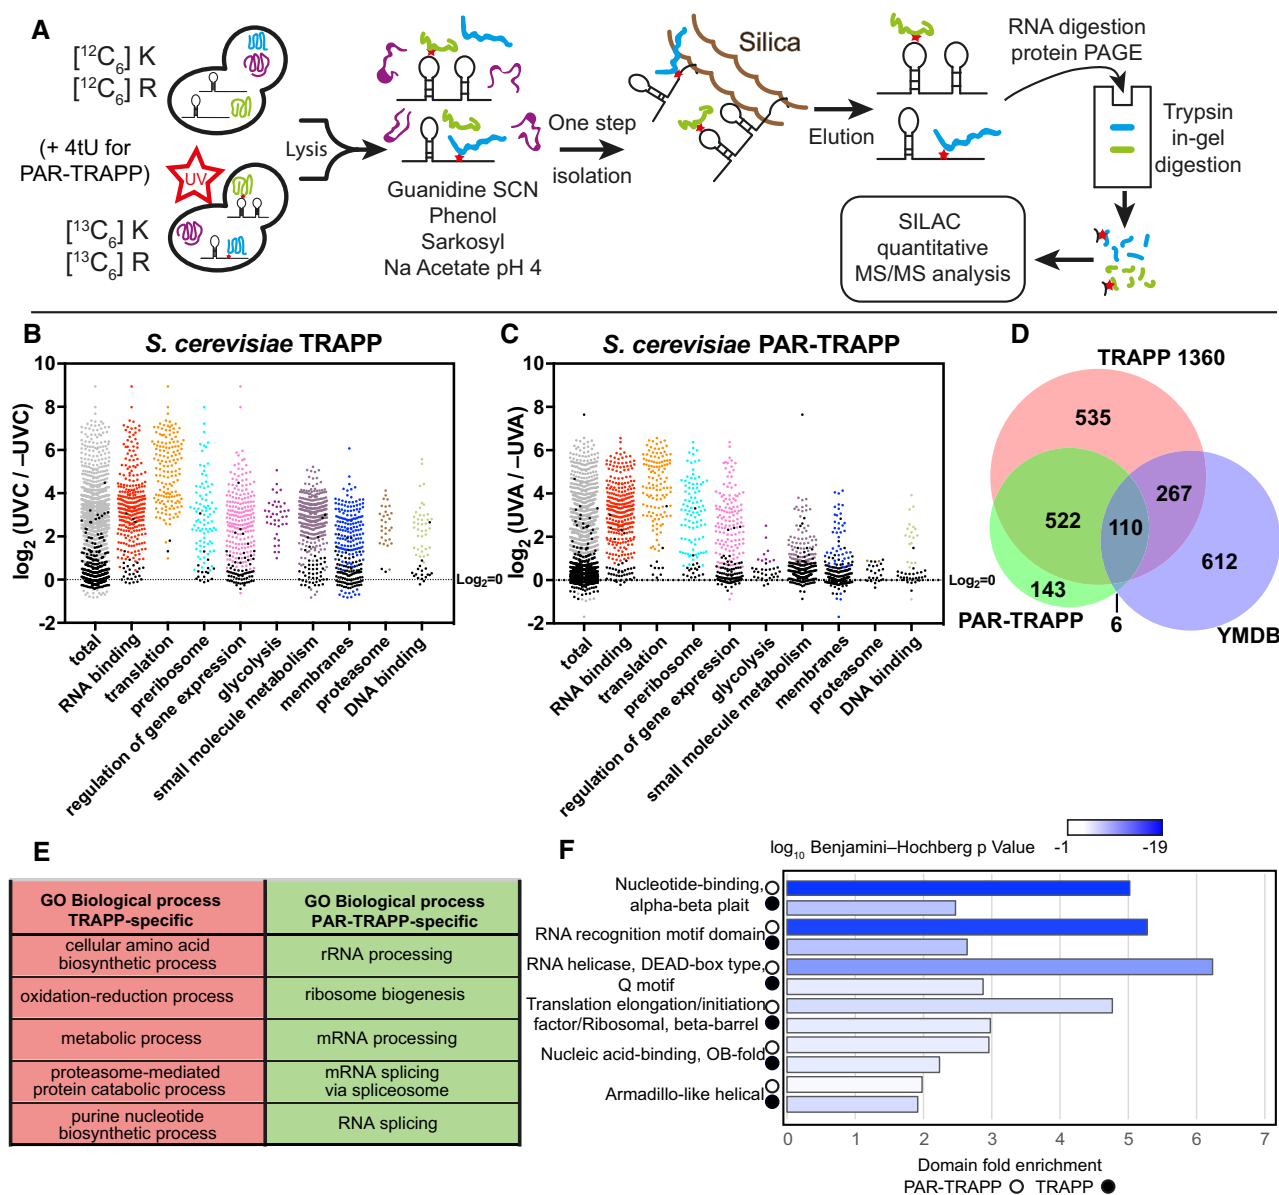 A
[12C6] K
[12C6] R
(+ 4tU for
PAR-TRAPP)
UV
[13C6] K
[13C6] R
Lysis
Guanidine SCN
Phenol
Sarkosyl
Na Acetate pH 4
One step
isolation
Silica
Elution
RNA digestion
protein PAGE
Trypsin
in-gel
digestion
SILAC
quantitative
MS/MS analysis
B
S. cerevisiae TRAPP
log2 (UVC / –UVC)
10
8
6
4
2
0
-2
Log2=0
total
RNA binding
translation
preribosome
regulation of gene expression
glycolysis
small molecule metabolism
membranes
proteasome
DNA binding
C
S. cerevisiae PAR-TRAPP
log2 (UVA / –UVA)
10
8
6
4
2
0
-2
Log2=0
total
RNA binding
translation
preribosome
regulation of gene expression
glycolysis
small molecule metabolism
membranes
proteasome
DNA binding
D
TRAPP 1360
535
267
522
110
612
143
PAR-TRAPP
6
YMDB
E
GO Biological process
TRAPP-specific
GO Biological process
PAR-TRAPP-specific
cellular amino acid
biosynthetic process
rRNA processing
oxidation-reduction process
ribosome biogenesis
metabolic process
mRNA processing
proteasome-mediated
protein catabolic process
mRNA splicing
via spliceosome
purine nucleotide
biosynthetic process
RNA splicing
F
log10 Benjamini–Hochberg p Value
-1
-19
Nucleotide-binding,
alpha-beta plait
RNA recognition motif domain
RNA helicase, DEAD-box type,
Q motif
Translation elongation/initiation
factor/Ribosomal, beta-barrel
Nucleic acid-binding, OB-fold
Armadillo-like helical
0 1 2 3 4 5 6 7
Domain fold enrichment
PAR-TRAPP TRAPP